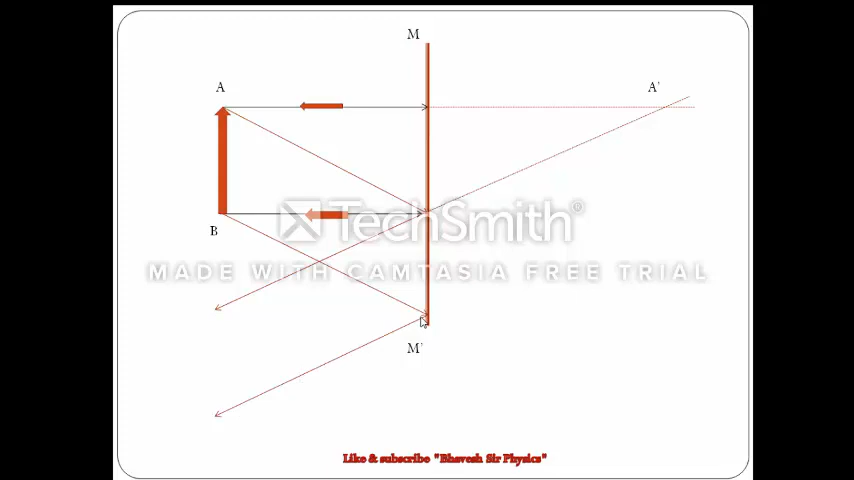 M
A
A'
B
TechSmith®
MADE WITH CAMTASIA FREE TRIAL
M'
Like & subscribe "Bhavesh Sir Physics"